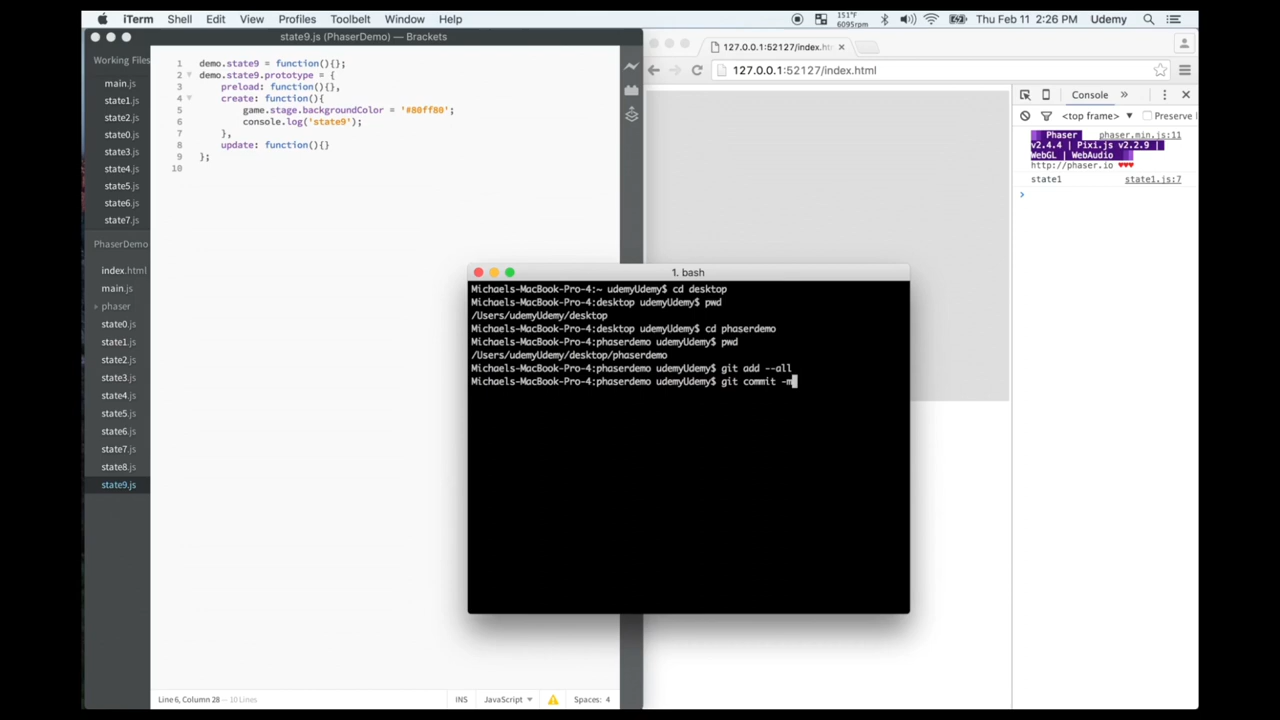 iTerm Shell Edit View Profiles Toolbelt Window Help
151°F
6095rpm
Thu Feb 11 2:26 PM Udemy
state9.js (PhaserDemo) — Brackets
Working Files
main.js
state1.js
state2.js
state0.js
state3.js
state4.js
state5.js
state6.js
state7.js
PhaserDemo
index.html
main.js
phaser
state0.js
state1.js
state2.js
state3.js
state4.js
state5.js
state6.js
state7.js
state8.js
state9.js
1 demo.state9 = function(){};
2 demo.state9.prototype = {
3 preload: function(){},
4 create: function(){
5 game.stage.backgroundColor = '#80ff80';
6 console.log('state9');
7 },
8 update: function(){}
9 };
10
Line 6, Column 28 — 10 Lines
INS JavaScript Spaces: 4
127.0.0.1:52127/index.htm
127.0.0.1:52127/index.html
Console »
<top frame> Preserve
Phaser phaser.min.js:11
v2.4.4 | Pixi.js v2.2.9 |
WebGL | WebAudio
http://phaser.io ♥♥♥
state1 state1.js:7
1. bash
Michaels-MacBook-Pro-4:~ udemyUdemy$ cd desktop
Michaels-MacBook-Pro-4:desktop udemyUdemy$ pwd
/Users/udemyUdemy/desktop
Michaels-MacBook-Pro-4:desktop udemyUdemy$ cd phaserdemo
Michaels-MacBook-Pro-4:phaserdemo udemyUdemy$ pwd
/Users/udemyUdemy/desktop/phaserdemo
Michaels-MacBook-Pro-4:phaserdemo udemyUdemy$ git add --all
Michaels-MacBook-Pro-4:phaserdemo udemyUdemy$ git commit -m